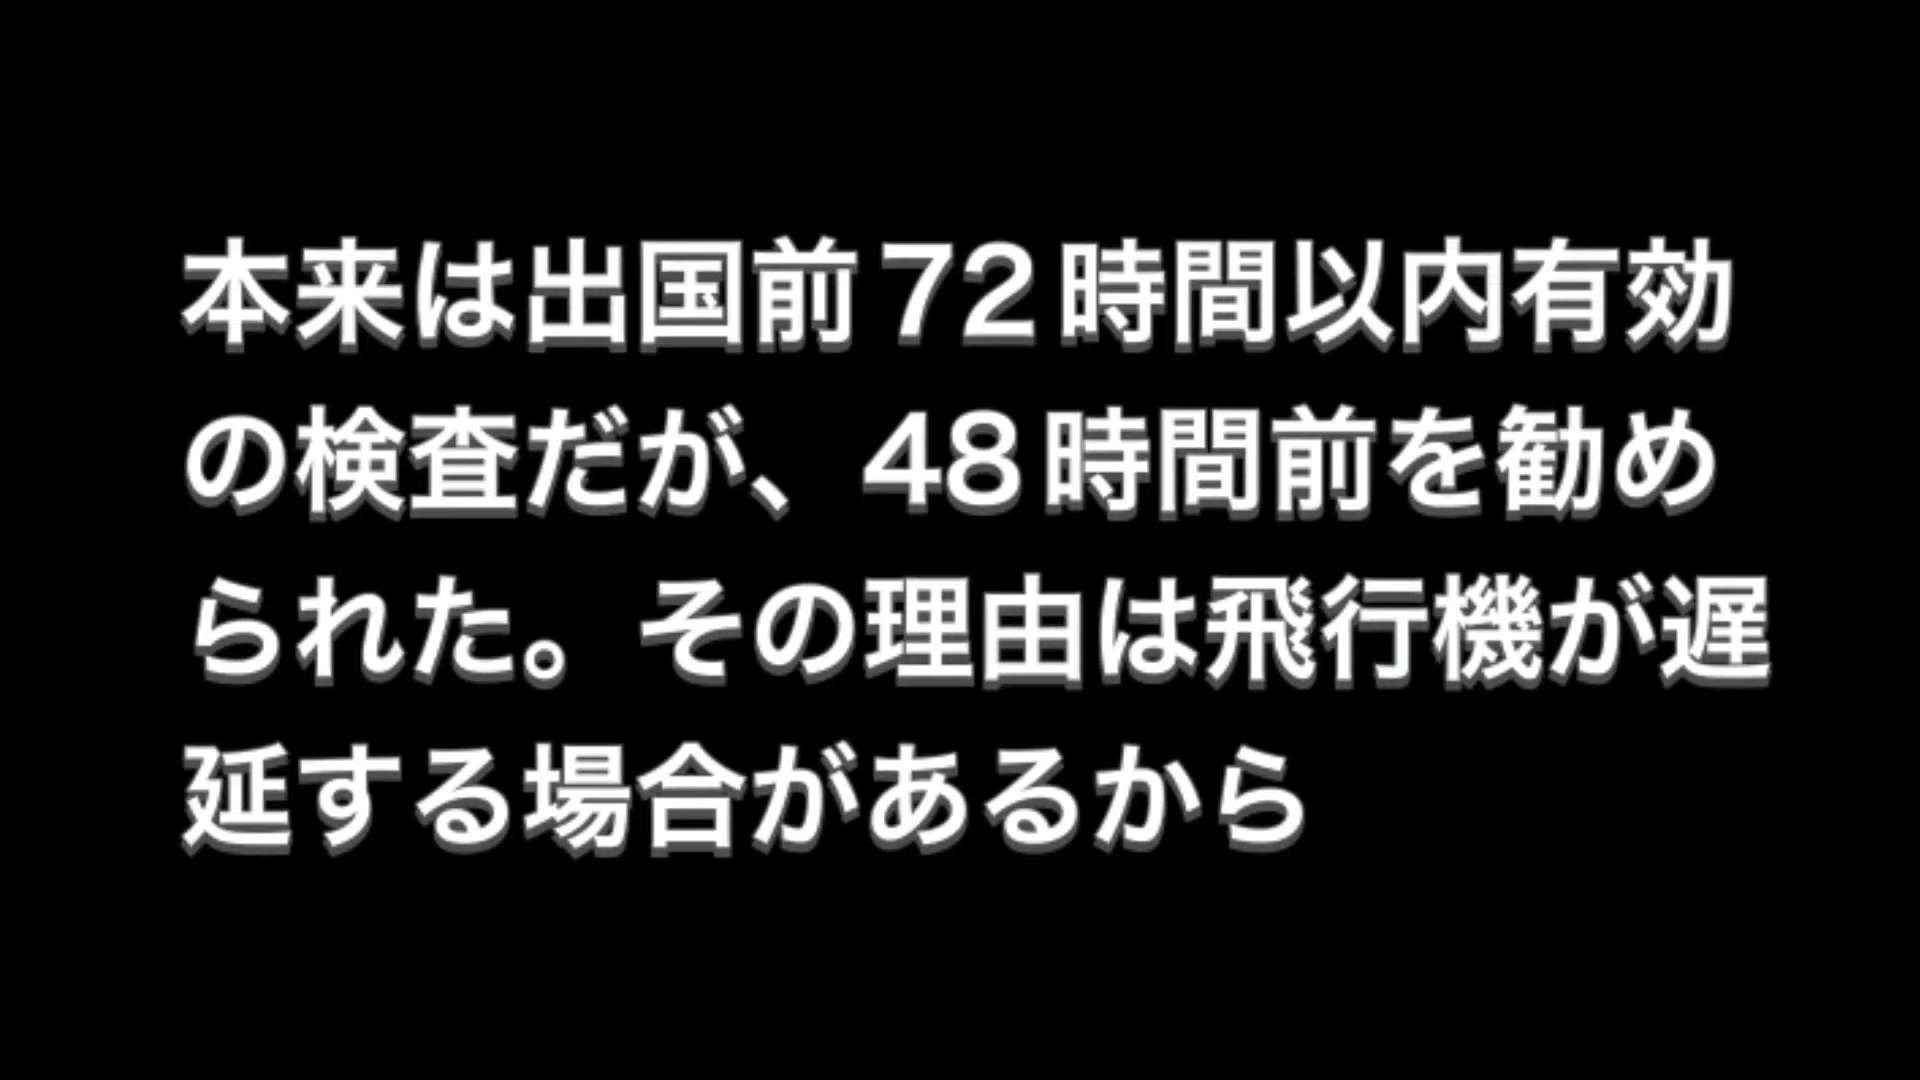 本来は出国前72時間以内有効
の検査だが、48時間前を勧め
られた。その理由は飛行機が遅
延する場合があるから